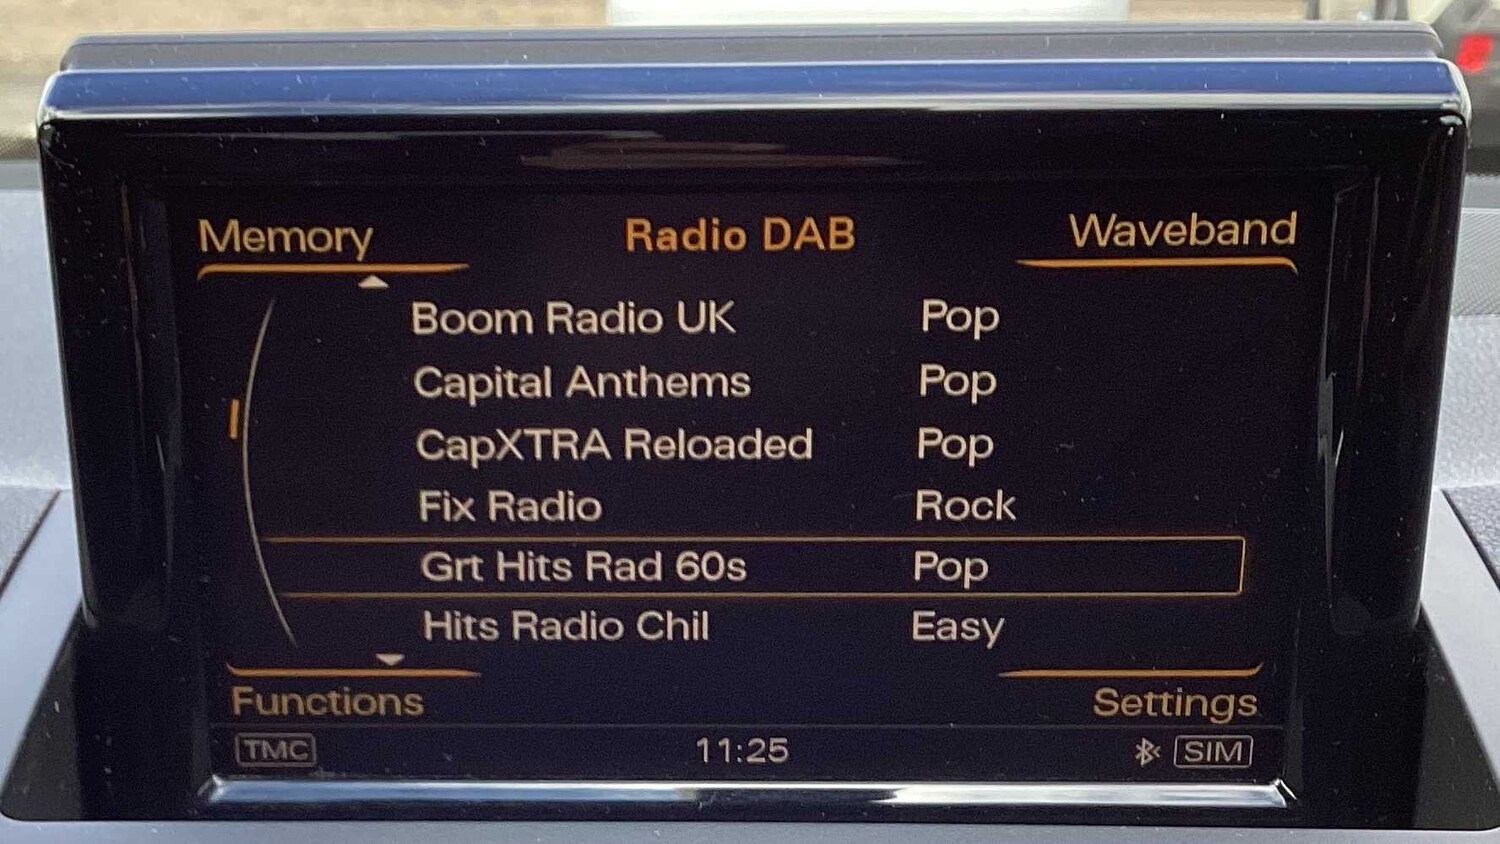 Memory Radio DAB Waveband
Boom Radio UK Pop
Capital Anthems Pop
CapXTRA Reloaded Pop
Fix Radio Rock
Grt Hits Rad 60s Pop
Hits Radio Chil Easy
Functions Settings
TMC 11:25 SIM